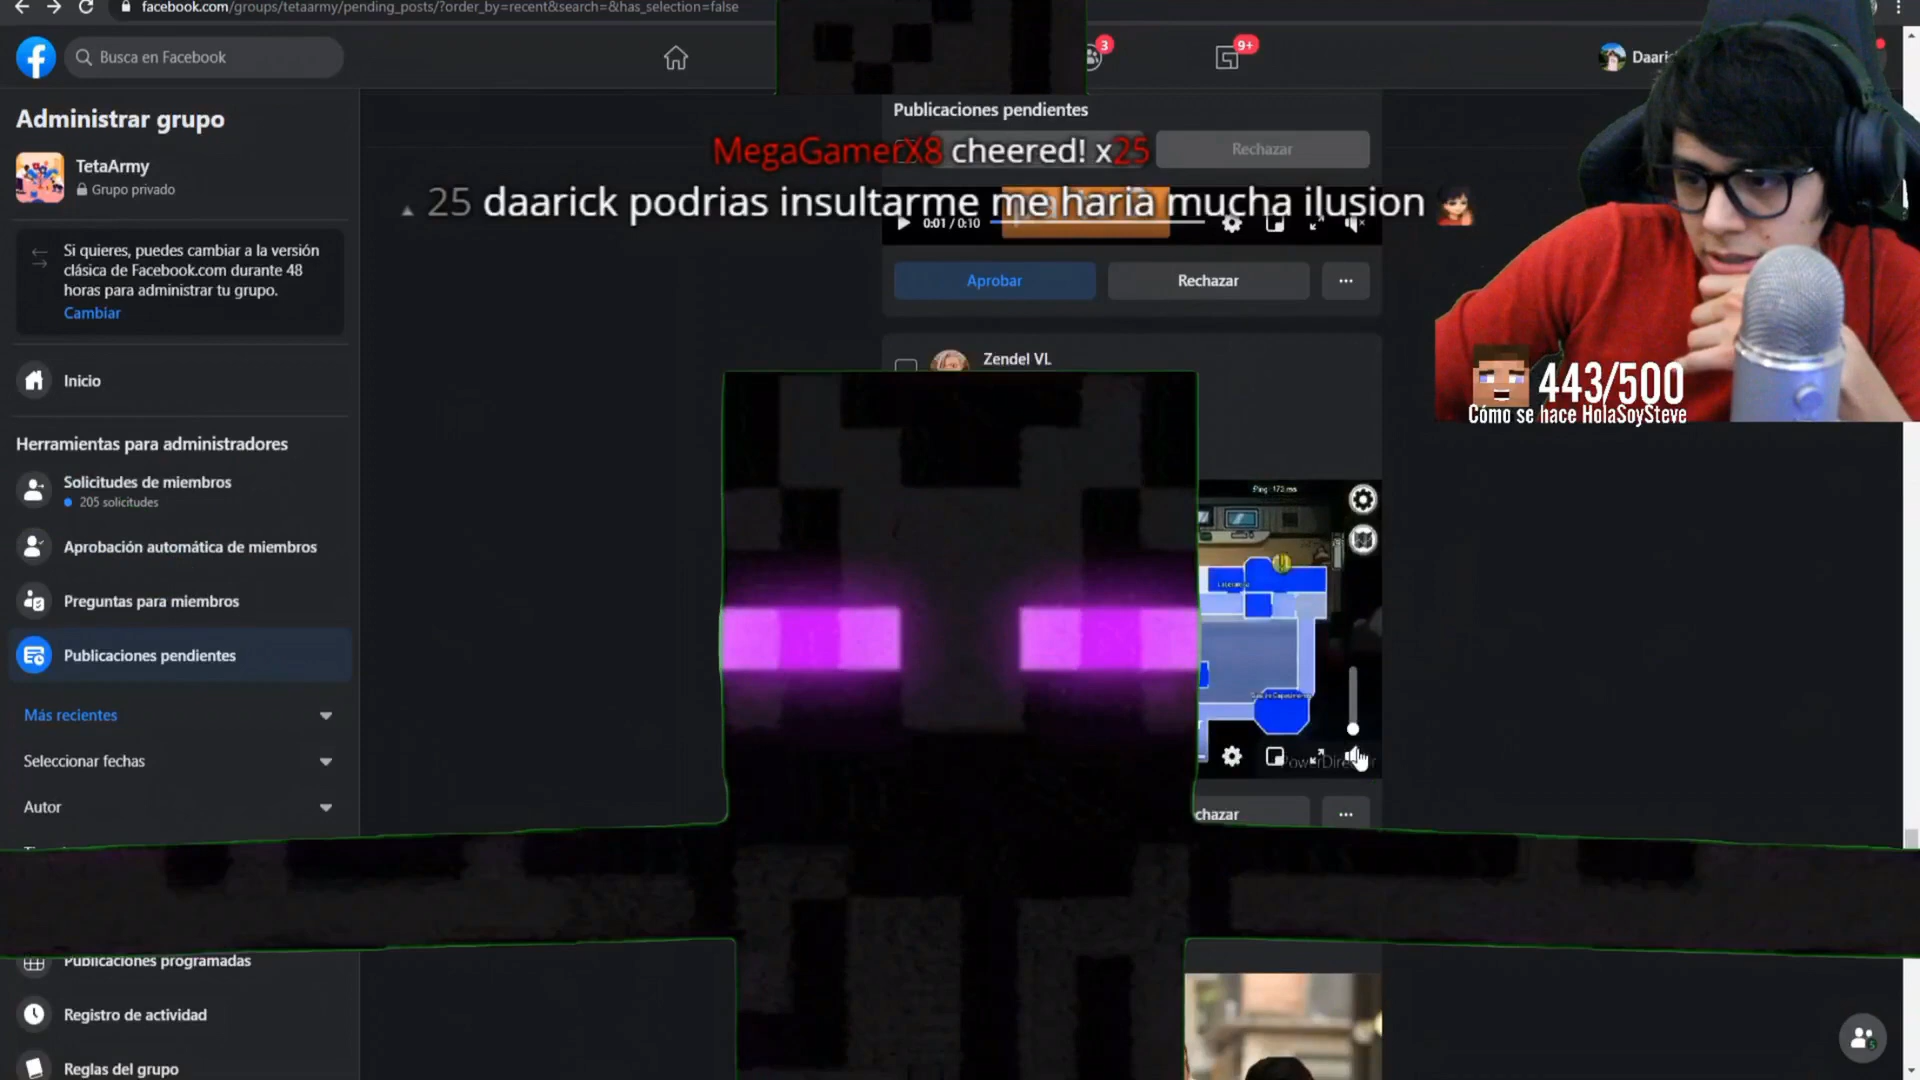 facebook.com/groups/tetaarmy/pending_posts/?order_by=recent&search=&has_selection=false
Busca en Facebook
3
9+
Administrar grupo
TetaArmy
Grupo privado
Si quieres, puedes cambiar a la versión
clásica de Facebook.com durante 48
horas para administrar tu grupo.
Cambiar
Inicio
Herramientas para administradores
Solicitudes de miembros
205 solicitudes
Aprobación automática de miembros
Preguntas para miembros
Publicaciones pendientes
Más recientes
Seleccionar fechas
Autor
Publicaciones programadas
Registro de actividad
Reglas del grupo
Publicaciones pendientes
Rechazar
MegaGamerX8 cheered! x25
25 daarick podrias insultarme me haria mucha ilusion
0:01 / 0:10
Aprobar
Rechazar
Zendel VL
Ping: 172 ms
chazar
443/500
Cómo se hace HolaSoySteve